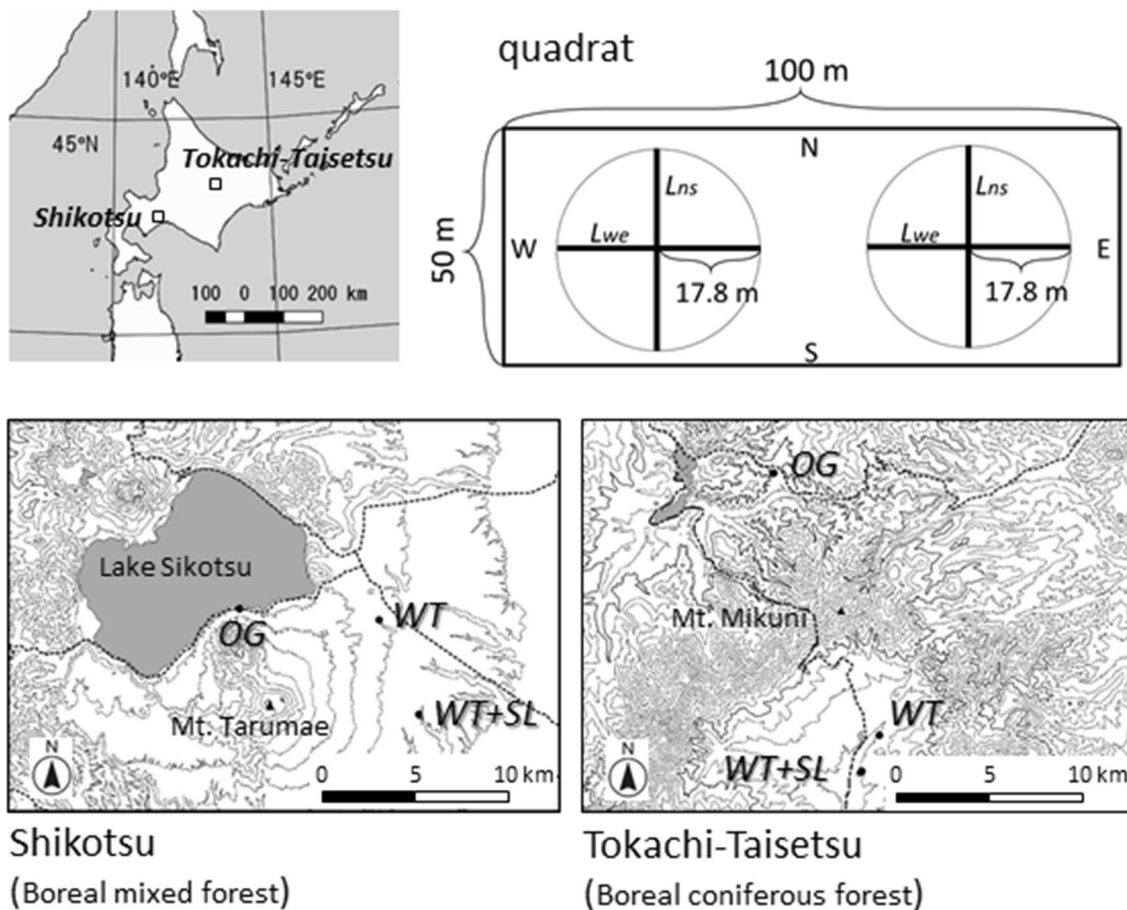 140°E
145°E
45°N
Tokachi-Taisetsu
Shikotsu
100 0 100 200 km
quadrat
100 m
50 m
N
Lns
Lns
W
Lwe
Lwe
E
17.8 m
17.8 m
S
Lake Sikotsu
OG
WT
Mt. Tarumae
WT+SL
N
0 5 10 km
OG
Mt. Mikuni
WT
WT+SL
N
0 5 10 km
Shikotsu
(Boreal mixed forest)
Tokachi-Taisetsu
(Boreal coniferous forest)